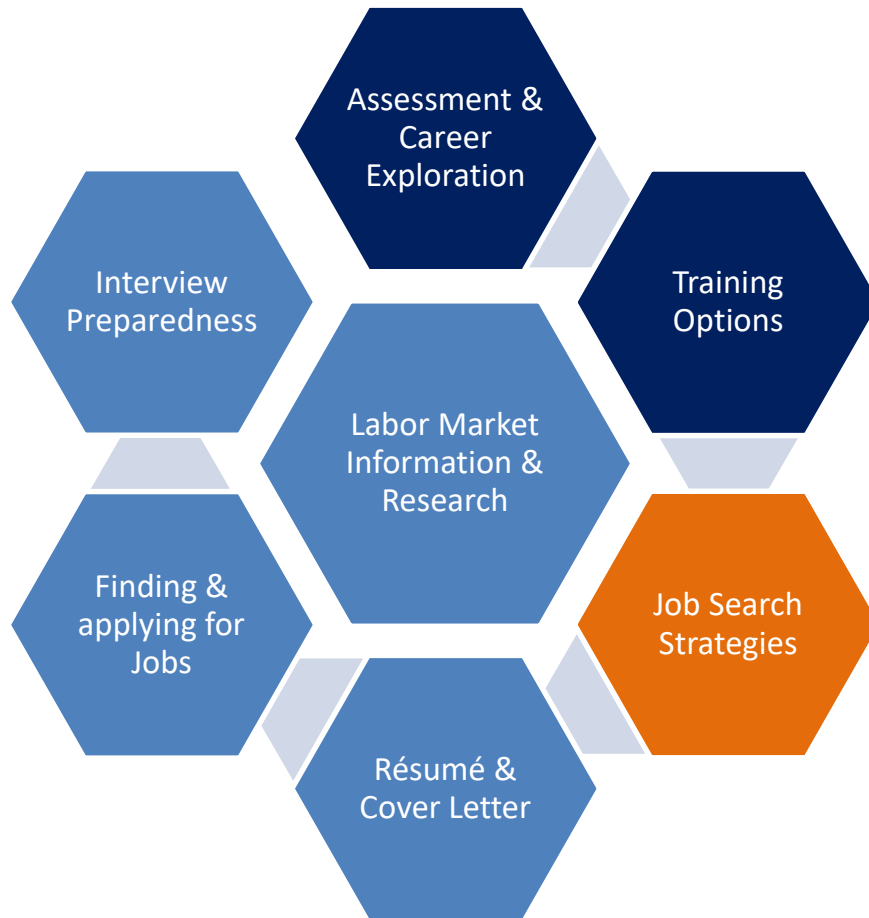 Assessment &
Career
Exploration
Training
Options
Job Search
Strategies
Résumé &
Cover Letter
Finding &
applying for
Jobs
Interview
Preparedness
Labor Market
Information &
Research